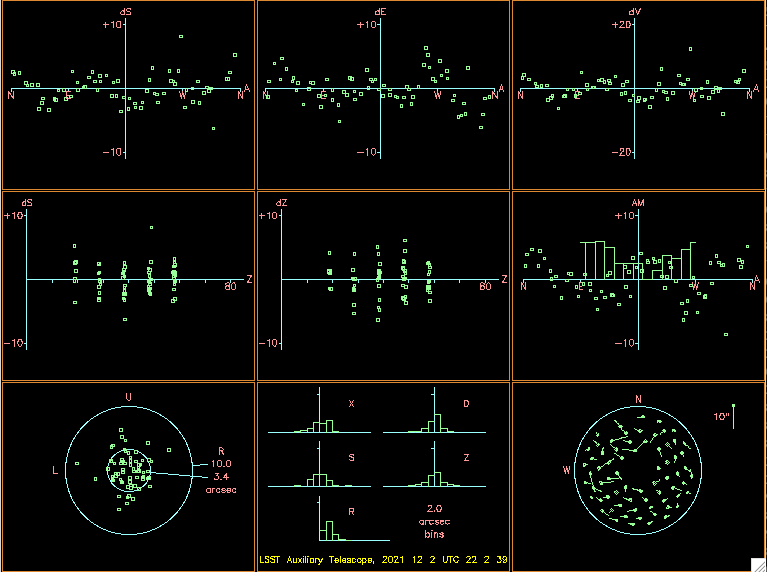 dS
+10
A
N
E
W
N
−10
dE
+10
A
N
E
W
N
−10
dV
+20
A
N
E
W
N
−20
dS
+10
Z
80
−10
dZ
+10
Z
80
−10
AM
+10
A
N
E
W
N
−10
U
L
R
10.0
3.4
arcsec
X
D
S
Z
R
2.0
arcsec
bins
LSST Auxiliary Telescope, 2021 12 2 UTC 22 2 39
N
10"
W